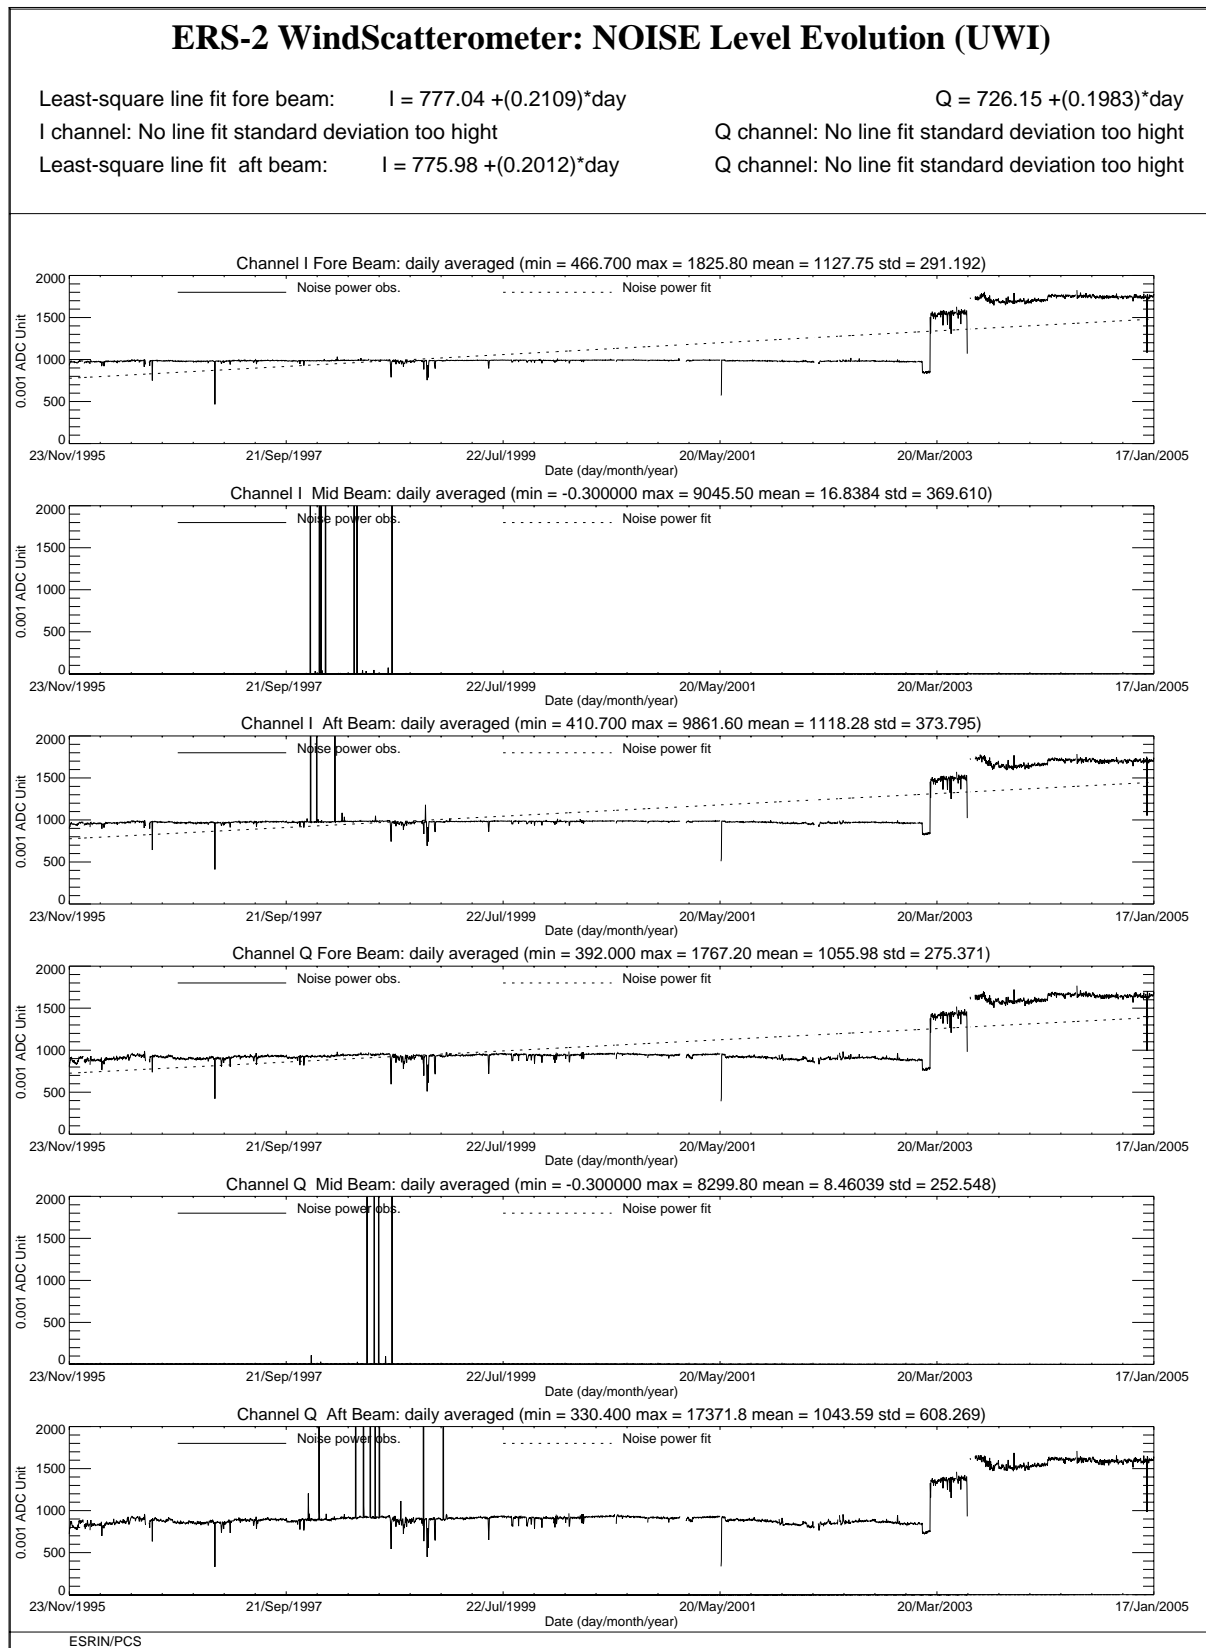 ERS-2 WindScatterometer: NOISE Level Evolution (UWI)
Least-square line fit fore beam: I = 777.04 +(0.2109)*day Q = 726.15 +(0.1983)*day
I channel: No line fit standard deviation too hight Q channel: No line fit standard deviation too hight
Least-square line fit aft beam: I = 775.98 +(0.2012)*day Q channel: No line fit standard deviation too hight
Channel I Fore Beam: daily averaged (min = 466.700 max = 1825.80 mean = 1127.75 std = 291.192)
Noise power obs. Noise power fit
2000
1500
1000
500
0
0.001 ADC Unit
23/Nov/1995 21/Sep/1997 22/Jul/1999 20/May/2001 20/Mar/2003 17/Jan/2005
Date (day/month/year)
Channel I Mid Beam: daily averaged (min = -0.300000 max = 9045.50 mean = 16.8384 std = 369.610)
Noise power obs. Noise power fit
2000
1500
1000
500
0
0.001 ADC Unit
23/Nov/1995 21/Sep/1997 22/Jul/1999 20/May/2001 20/Mar/2003 17/Jan/2005
Date (day/month/year)
Channel I Aft Beam: daily averaged (min = 410.700 max = 9861.60 mean = 1118.28 std = 373.795)
Noise power obs. Noise power fit
2000
1500
1000
500
0
0.001 ADC Unit
23/Nov/1995 21/Sep/1997 22/Jul/1999 20/May/2001 20/Mar/2003 17/Jan/2005
Date (day/month/year)
Channel Q Fore Beam: daily averaged (min = 392.000 max = 1767.20 mean = 1055.98 std = 275.371)
Noise power obs. Noise power fit
2000
1500
1000
500
0
0.001 ADC Unit
23/Nov/1995 21/Sep/1997 22/Jul/1999 20/May/2001 20/Mar/2003 17/Jan/2005
Date (day/month/year)
Channel Q Mid Beam: daily averaged (min = -0.300000 max = 8299.80 mean = 8.46039 std = 252.548)
Noise power obs. Noise power fit
2000
1500
1000
500
0
0.001 ADC Unit
23/Nov/1995 21/Sep/1997 22/Jul/1999 20/May/2001 20/Mar/2003 17/Jan/2005
Date (day/month/year)
Channel Q Aft Beam: daily averaged (min = 330.400 max = 17371.8 mean = 1043.59 std = 608.269)
Noise power obs. Noise power fit
2000
1500
1000
500
0
0.001 ADC Unit
23/Nov/1995 21/Sep/1997 22/Jul/1999 20/May/2001 20/Mar/2003 17/Jan/2005
Date (day/month/year)
ESRIN/PCS